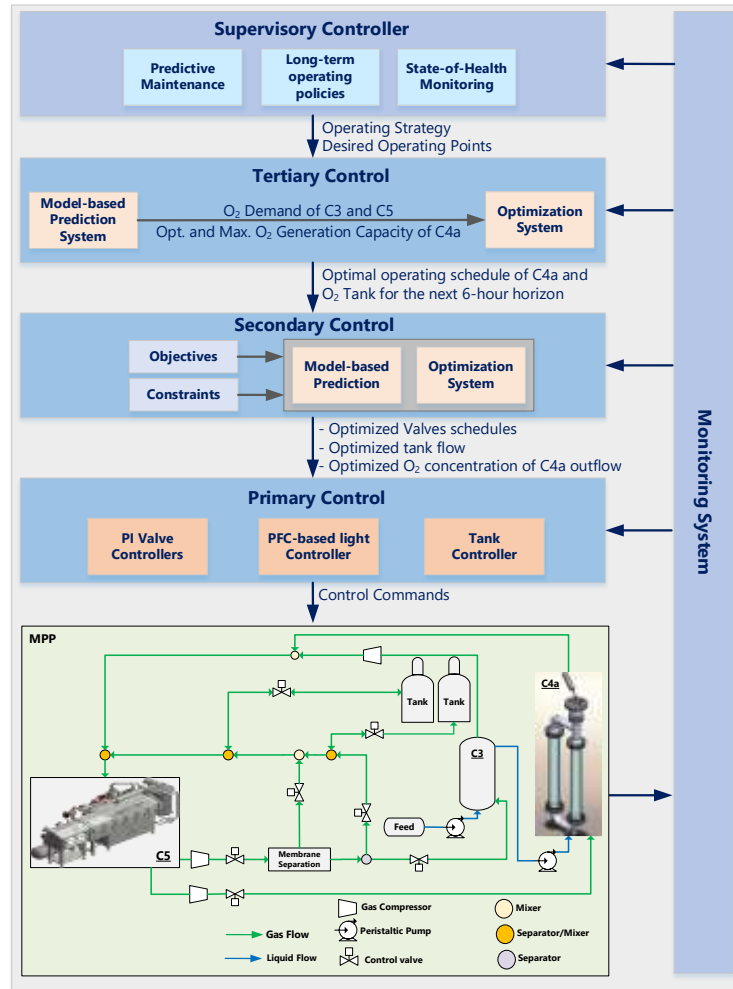 Supervisory Controller
Predictive
Maintenance
Long-term
operating
policies
State-of-Health
Monitoring
Operating Strategy
Desired Operating Points
Tertiary Control
Model-based
Prediction
System
O₂ Demand of C3 and C5
Opt. and Max. O₂ Generation Capacity of C4a
Optimization
System
Optimal operating schedule of C4a and
O₂ Tank for the next 6-hour horizon
Secondary Control
Objectives
Constraints
Model-based
Prediction
Optimization
System
- Optimized Valves schedules
- Optimized tank flow
- Optimized O₂ concentration of C4a outflow
Primary Control
PI Valve
Controllers
PFC-based light
Controller
Tank
Controller
Control Commands
Monitoring System
MPP
Tank
Tank
C4a
C3
Feed
C5
Membrane
Separation
Gas Compressor
Mixer
Gas Flow
Peristaltic Pump
Separator/Mixer
Liquid Flow
Control valve
Separator